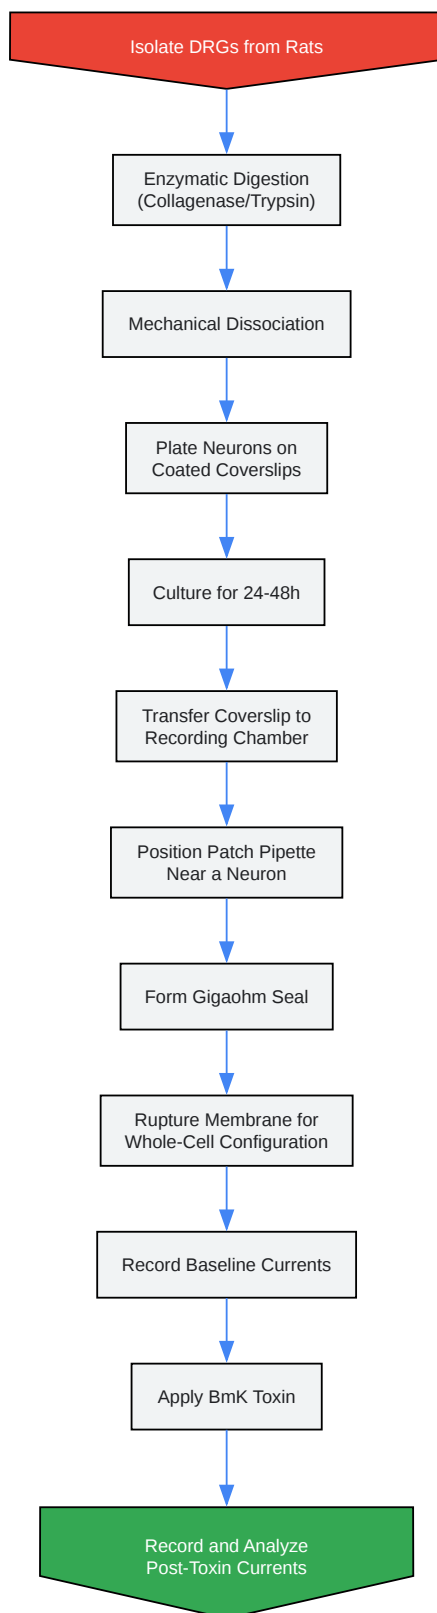 Isolate DRGs from Rats
Enzymatic Digestion
(Collagenase/Trypsin)
Mechanical Dissociation
Plate Neurons on
Coated Coverslips
Culture for 24-48h
Transfer Coverslip to
Recording Chamber
Position Patch Pipette
Near a Neuron
Form Gigaohm Seal
Rupture Membrane for
Whole-Cell Configuration
Record Baseline Currents
Apply BmK Toxin
Record and Analyze
Post-Toxin Currents